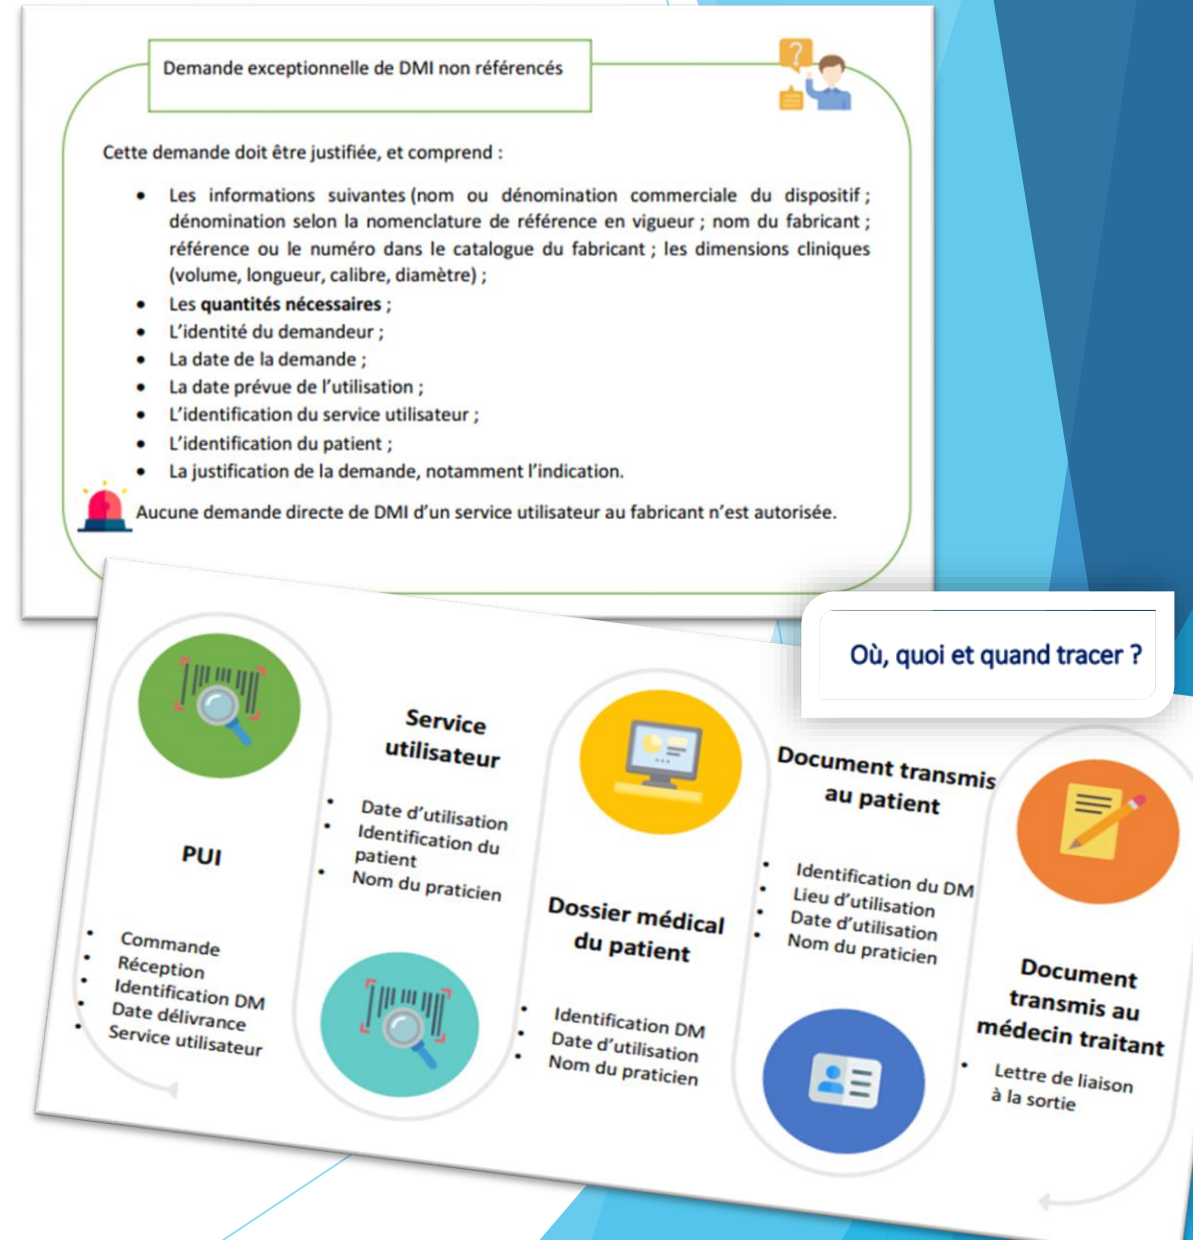 Demande exceptionnelle de DMI non référencés
Cette demande doit être justifiée, et comprend :
• Les informations suivantes (nom ou dénomination commerciale du dispositif ;
dénomination selon la nomenclature de référence en vigueur ; nom du fabricant ;
référence ou le numéro dans le catalogue du fabricant ; les dimensions cliniques
(volume, longueur, calibre, diamètre) ;
• Les quantités nécessaires ;
• L'identité du demandeur ;
• La date de la demande ;
• La date prévue de l'utilisation ;
• L'identification du service utilisateur ;
• L'identification du patient ;
• La justification de la demande, notamment l'indication.
Aucune demande directe de DMI d'un service utilisateur au fabricant n'est autorisée.
Où, quoi et quand tracer ?
PUI
• Commande
• Réception
• Identification DM
• Date délivrance
• Service utilisateur
Service
utilisateur
• Date d'utilisation
• Identification du
patient
• Nom du praticien
Dossier médical
du patient
• Identification DM
• Date d'utilisation
• Nom du praticien
Document transmis
au patient
• Identification du DM
• Lieu d'utilisation
• Date d'utilisation
• Nom du praticien
Document
transmis au
médecin traitant
• Lettre de liaison
à la sortie